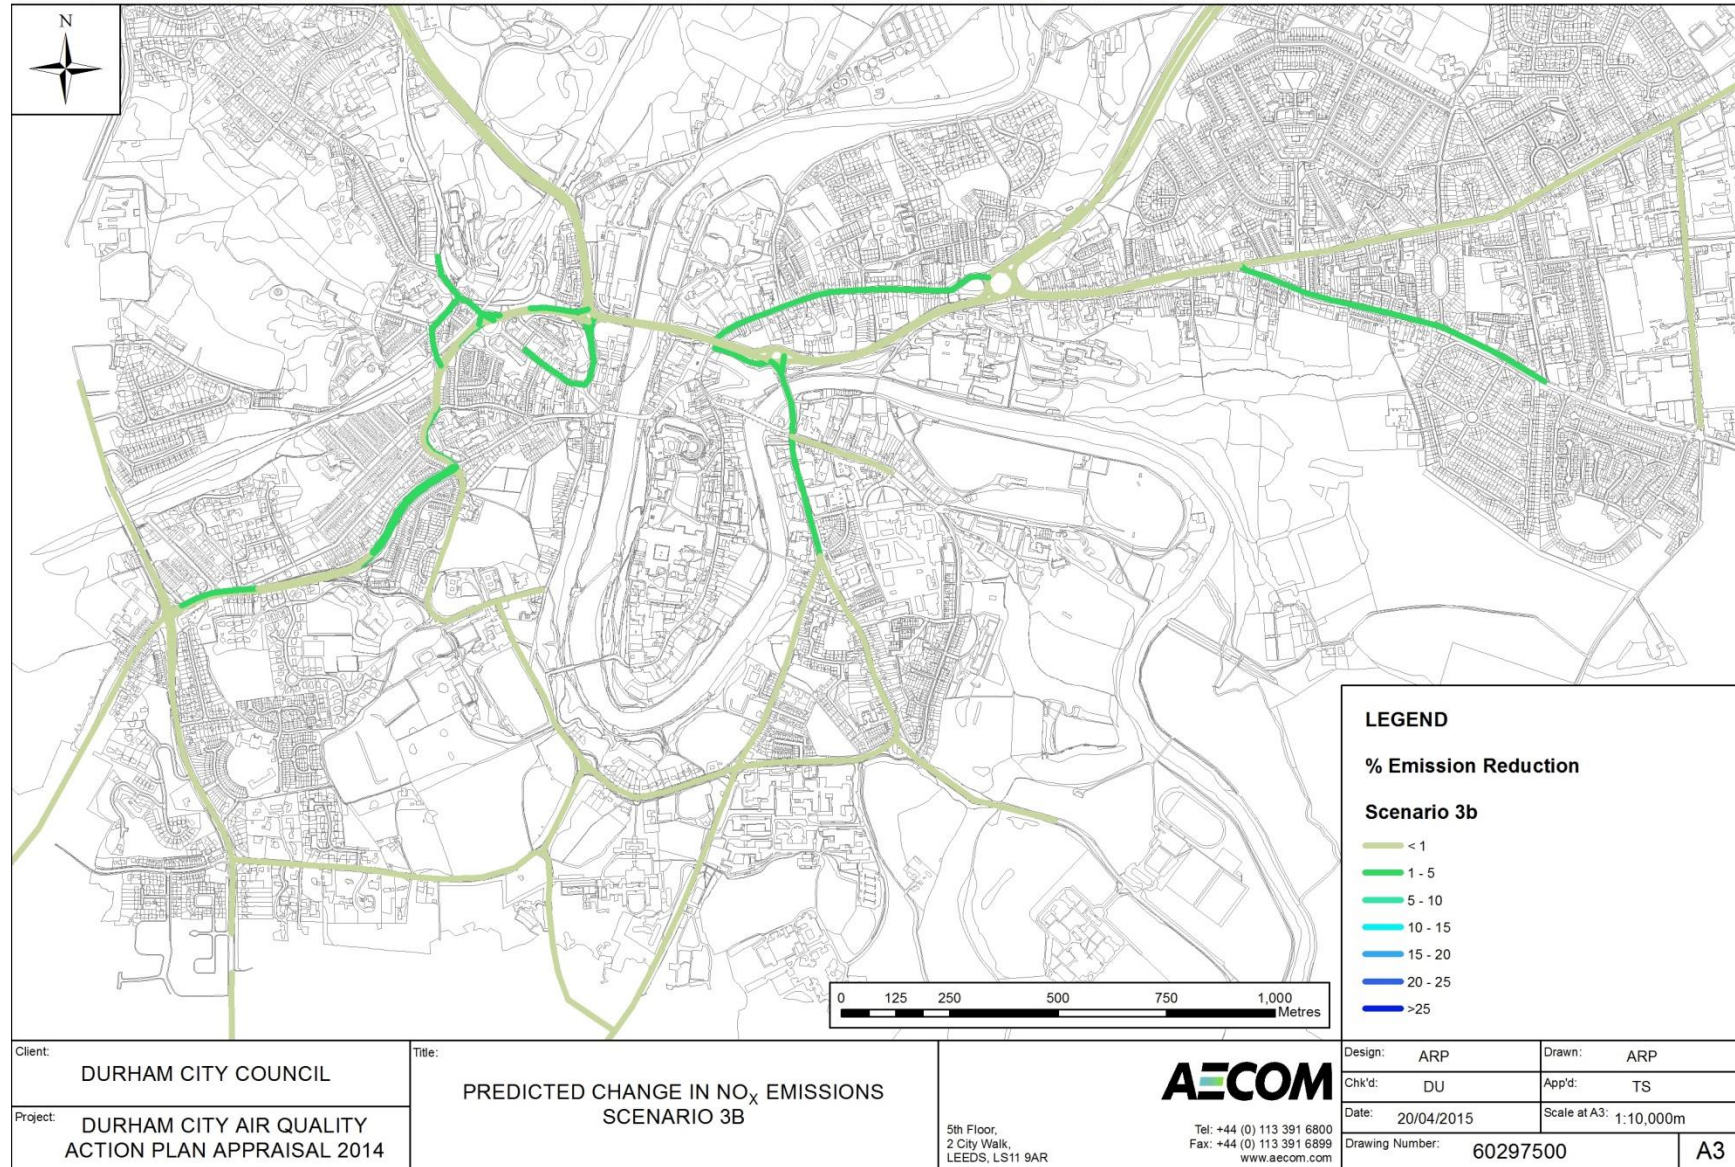 N
LEGEND
% Emission Reduction
Scenario 3b
< 1
1 - 5
5 - 10
10 - 15
15 - 20
20 - 25
>25
0 125 250 500 750 1,000
Metres
Client:
DURHAM CITY COUNCIL
Project:
DURHAM CITY AIR QUALITY
ACTION PLAN APPRAISAL 2014
Title:
PREDICTED CHANGE IN NOX EMISSIONS
SCENARIO 3B
AECOM
5th Floor,
2 City Walk,
LEEDS, LS11 9AR
Tel: +44 (0) 113 391 6800
Fax: +44 (0) 113 391 6899
www.aecom.com
Design: ARP
Drawn: ARP
Chk'd: DU
App'd: TS
Date: 20/04/2015
Scale at A3: 1:10,000m
Drawing Number: 60297500
A3